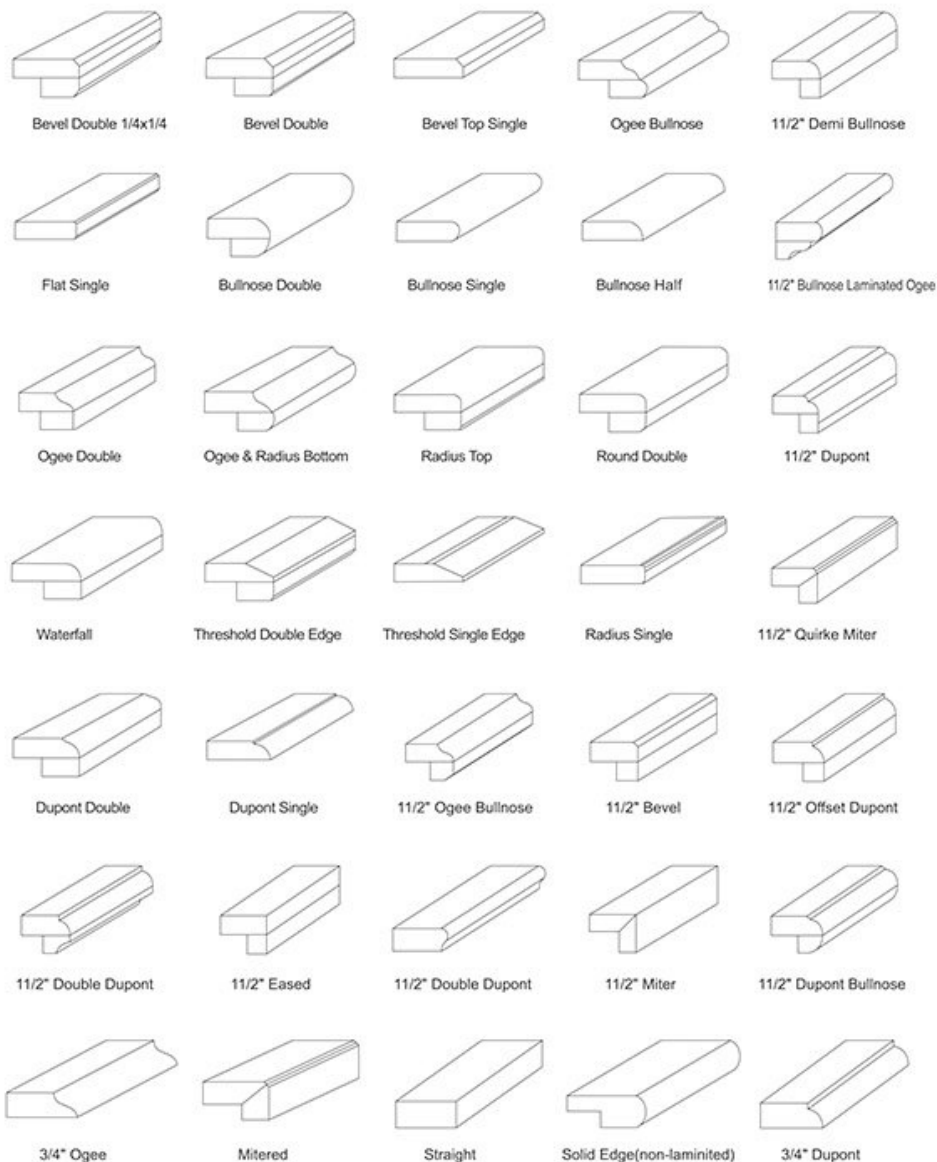 Bevel Double 1/4x1/4
Bevel Double
Bevel Top Single
Ogee Bullnose
11/2" Demi Bullnose
Flat Single
Bullnose Double
Bullnose Single
Bullnose Half
11/2" Bullnose Laminated Ogee
Ogee Double
Ogee & Radius Bottom
Radius Top
Round Double
11/2" Dupont
Waterfall
Threshold Double Edge
Threshold Single Edge
Radius Single
11/2" Quirke Miter
Dupont Double
Dupont Single
11/2" Ogee Bullnose
11/2" Bevel
11/2" Offset Dupont
11/2" Double Dupont
11/2" Eased
11/2" Double Dupont
11/2" Miter
11/2" Dupont Bullnose
3/4" Ogee
Mitered
Straight
Solid Edge(non-laminited)
3/4" Dupont